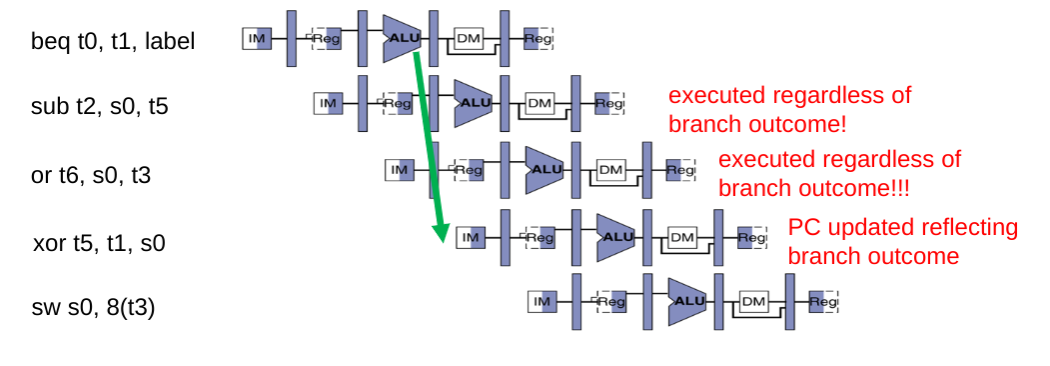 beq t0, t1, label
IM Reg ALU DM Reg
sub t2, s0, t5
IM Reg ALU DM Reg
executed regardless of
branch outcome!
or t6, s0, t3
IM Reg ALU DM Reg
executed regardless of
branch outcome!!!
xor t5, t1, s0
IM Reg ALU DM Reg
PC updated reflecting
branch outcome
sw s0, 8(t3)
IM Reg ALU DM Reg